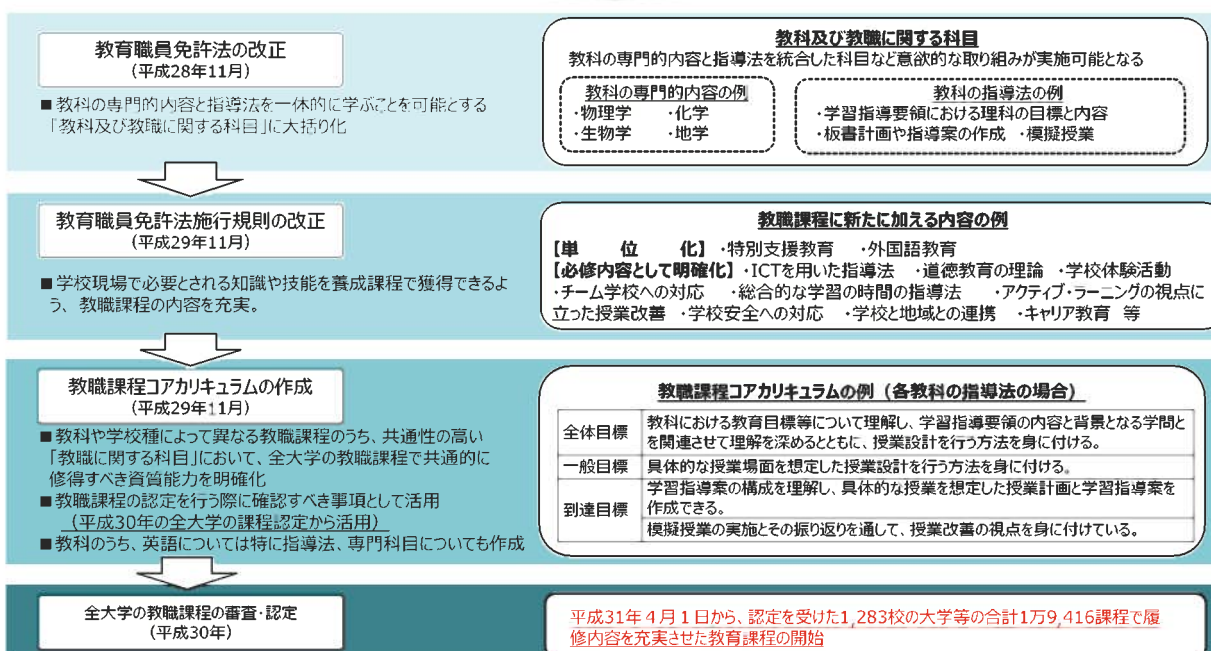 教育職員免許法の改正
(平成28年11月)
■教科の専門的内容と指導法を一体的に学ぶことを可能とする
「教科及び教職に関する科目」に大括り化
教科及び教職に関する科目
教科の専門的内容と指導法を統合した科目など意欲的な取り組みが実施可能となる
教科の専門的内容の例
・物理学 ・化学
・生物学 ・地学
教科の指導法の例
・学習指導要領における理科の目標と内容
・板書計画や指導案の作成 ・模擬授業
教育職員免許法施行規則の改正
(平成29年11月)
■学校現場で必要とされる知識や技能を養成課程で獲得できるよ
う、教職課程の内容を充実。
教職課程に新たに加える内容の例
【単 位 化】 ・特別支援教育 ・外国語教育
【必修内容として明確化】・ICTを用いた指導法 ・道徳教育の理論 ・学校体験活動
・チーム学校への対応 ・総合的な学習の時間の指導法 ・アクティブ・ラーニングの視点に
立った授業改善 ・学校安全への対応 ・学校と地域との連携 ・キャリア教育 等
教職課程コアカリキュラムの作成
(平成29年11月)
■教科や学校種によって異なる教職課程のうち、共通性の高い
「教職に関する科目」において、全大学の教職課程で共通的に
修得すべき資質能力を明確化
■教職課程の認定を行う際に確認すべき事項として活用
(平成30年の全大学の課程認定から活用)
■教科のうち、英語については特に指導法、専門科目についても作成
教職課程コアカリキュラムの例(各教科の指導法の場合)
全体目標 教科における教育目標等について理解し、学習指導要領の内容と背景となる学問と
を関連させて理解を深めるとともに、授業設計を行う方法を身に付ける。
一般目標 具体的な授業場面を想定した授業設計を行う方法を身に付ける。
到達目標 学習指導案の構成を理解し、具体的な授業を想定した授業計画と学習指導案を
作成できる。
模擬授業の実施とその振り返りを通して、授業改善の視点を身に付けている。
全大学の教職課程の審査・認定
(平成30年)
平成31年4月1日から、認定を受けた1,283校の大学等の合計1万9,416課程で履
修内容を充実させた教育課程の開始